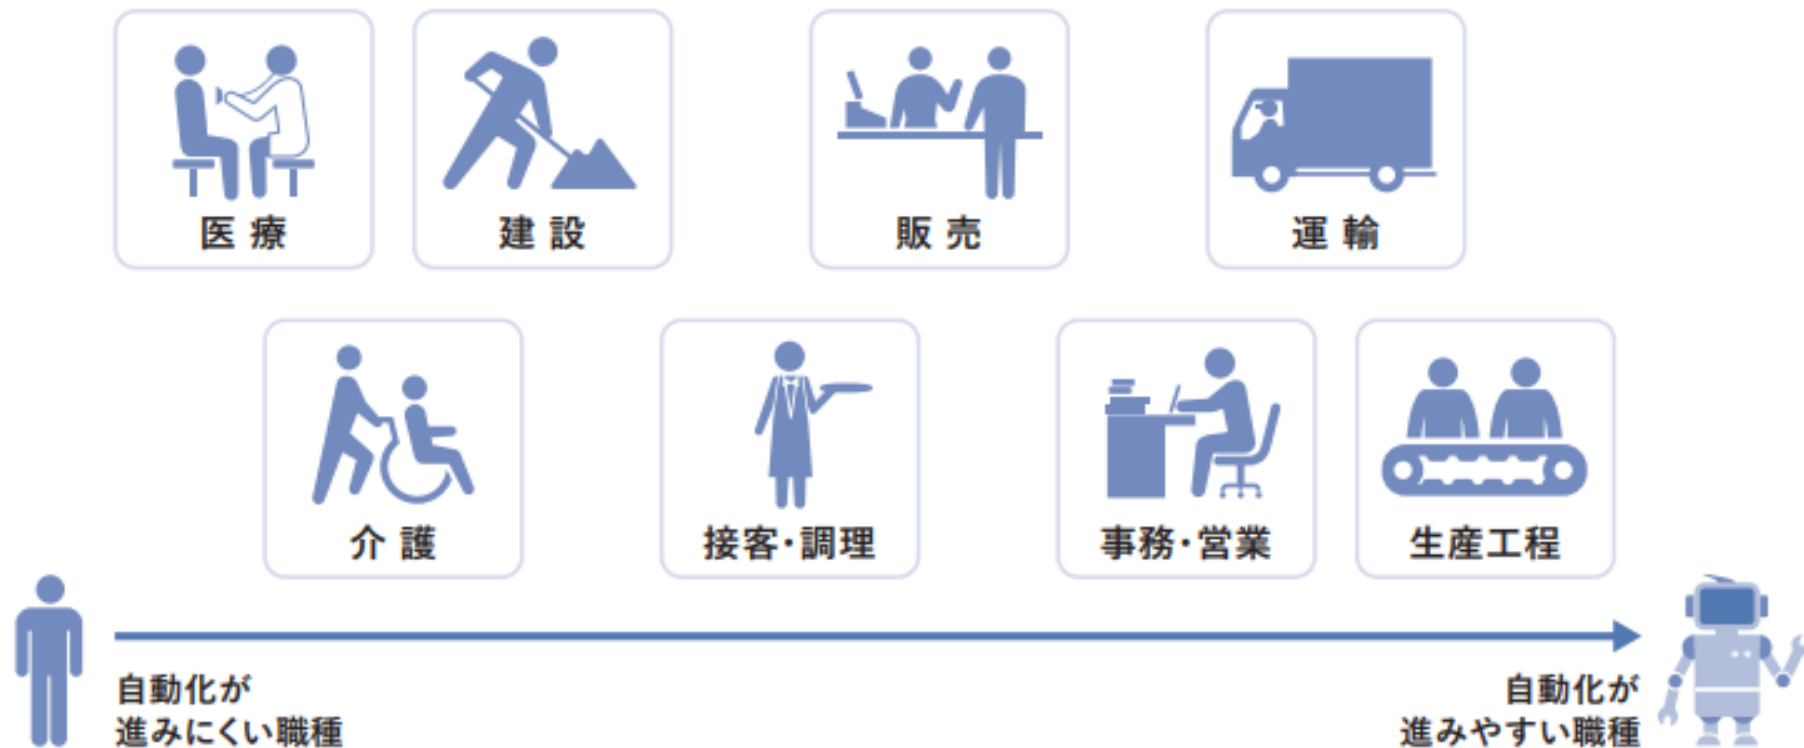 医療
建設
販売
運輸
介護
接客・調理
事務・営業
生産工程
自動化が
進みにくい職種
自動化が
進みやすい職種